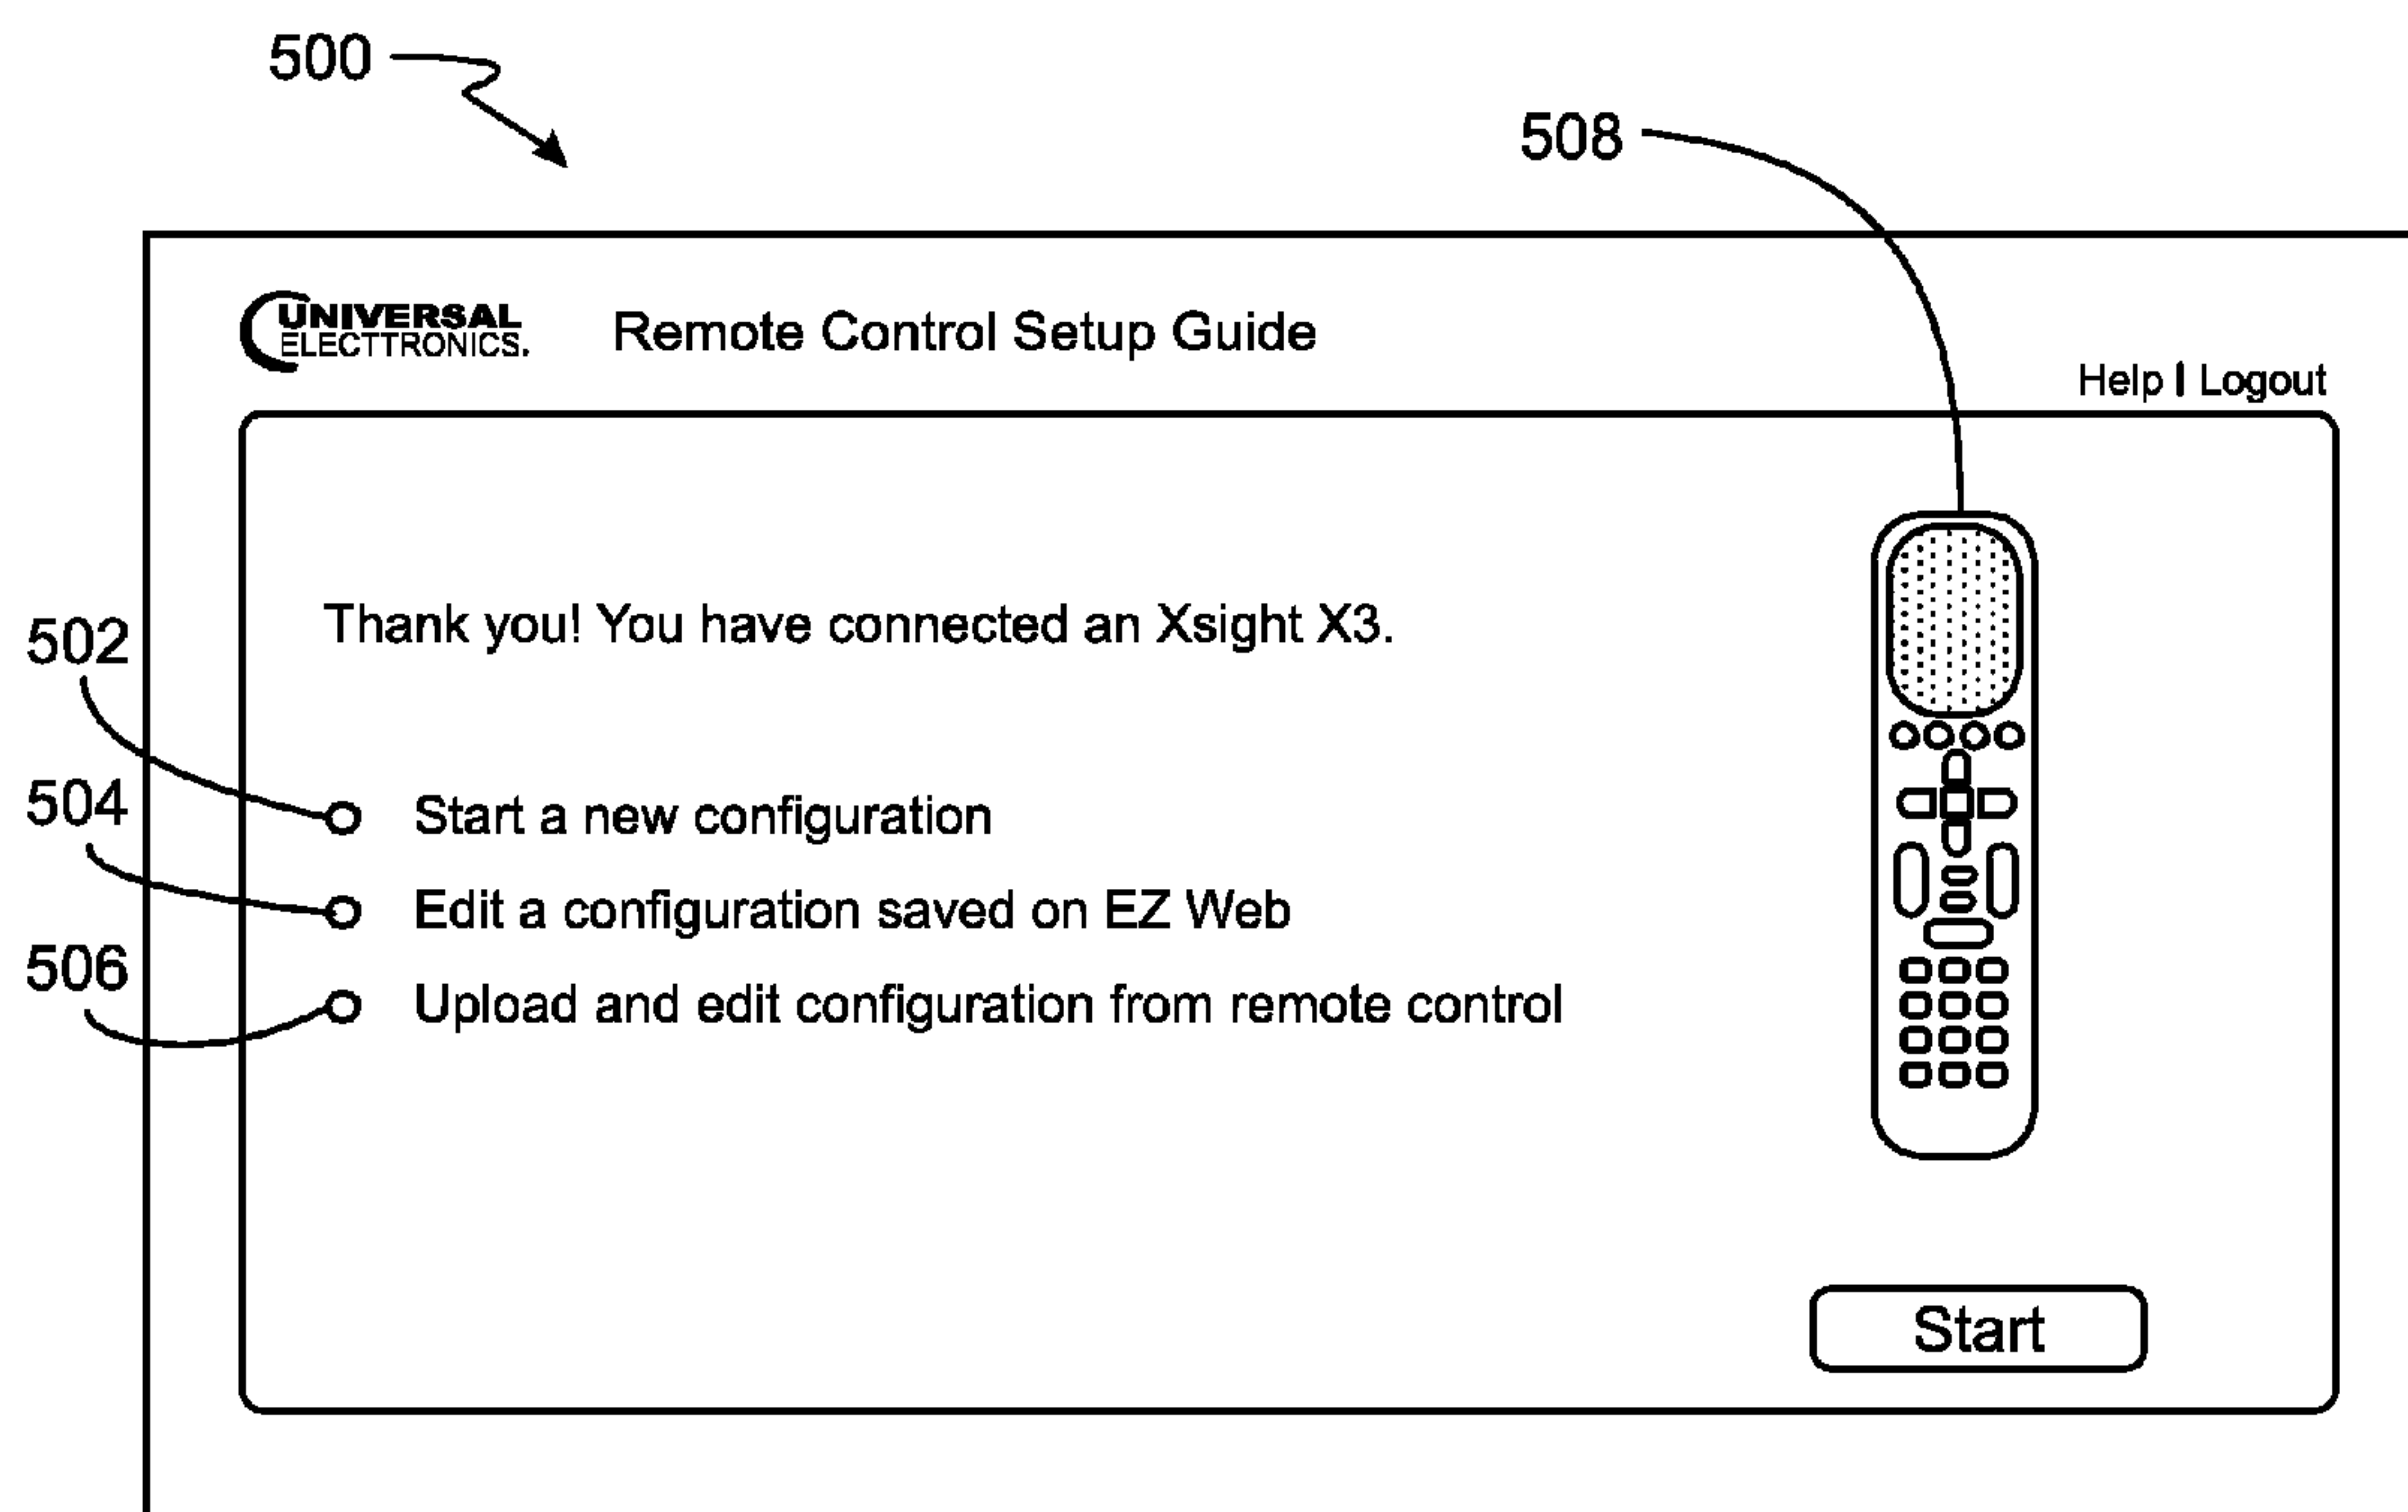 500
508
UNIVERSAL
ELECTTRONICS.
Remote Control Setup Guide
Help | Logout
502
Thank you! You have connected an Xsight X3.
504
Start a new configuration
Edit a configuration saved on EZ Web
506
Upload and edit configuration from remote control
Start